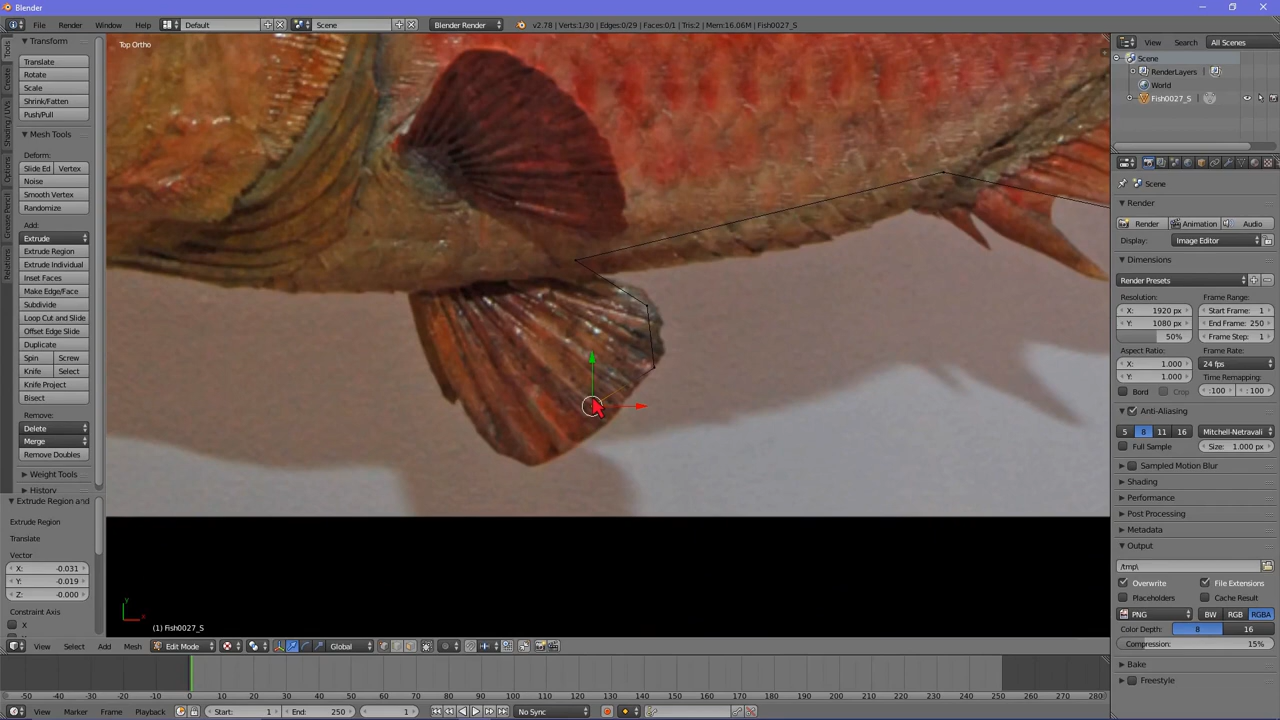 Blender
File
Render
Window
Help
Default
Scene
Blender Render
v2.78 | Verts:1/30 | Edges:0/29 | Faces:0/1 | Tris:2 | Mem:16.06M | Fish0027_S
View
Search
All Scenes
Scene
RenderLayers
World
Fish0027_S
Tools
Create
Shading / UVs
Options
Grease Pencil
Relations
Transform
Translate
Rotate
Scale
Shrink/Fatten
Push/Pull
Mesh Tools
Deform:
Slide Ed
Vertex
Noise
Smooth Vertex
Randomize
Add:
Extrude
Extrude Region
Extrude Individual
Inset Faces
Make Edge/Face
Subdivide
Loop Cut and Slide
Offset Edge Slide
Duplicate
Spin
Screw
Knife
Select
Knife Project
Bisect
Remove:
Delete
Merge
Remove Doubles
Weight Tools
History
Extrude Region and
Extrude Region
Translate
Vector
X: -0.031
Y: -0.019
Z: -0.000
Constraint Axis
X
Top Ortho
y
x
(1) Fish0027_S
View
Select
Add
Mesh
Edit Mode
Global
Scene
Render
Render
Animation
Audio
Display:
Image Editor
Dimensions
Render Presets
Resolution:
Frame Range:
X: 1920 px
Start Frame: 1
Y: 1080 px
End Frame: 250
50%
Frame Step: 1
Aspect Ratio:
Frame Rate:
X: 1.000
24 fps
Y: 1.000
Time Remapping:
:100
:100
Bord
Crop
Anti-Aliasing
5
8
11
16
Mitchell-Netravali
Full Sample
Size: 1.000 px
Sampled Motion Blur
Shading
Performance
Post Processing
Metadata
Output
/tmp\
Overwrite
File Extensions
Placeholders
Cache Result
PNG
BW
RGB
RGBA
Color Depth:
8
16
Compression:
15%
Bake
Freestyle
-50 -40 -30 -20 -10 0 10 20 30 40 50 60 70 80 90 100 110 120 130 140 150 160 170 180 190 200 210 220 230 240 250 260 270 280
View
Marker
Frame
Playback
Start: 1
End: 250
1
No Sync